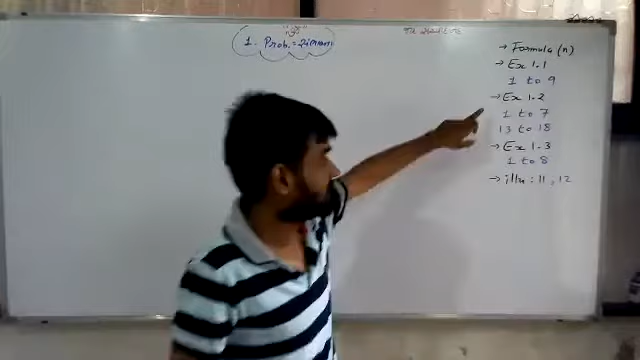 1. Prob. :
→ Formula (n)
→ Ex 1.1
1 to 9
→ Ex 1.2
1 to 7
13 to 18
→ Ex 1.3
1 to 8
→ illu : 11, 12